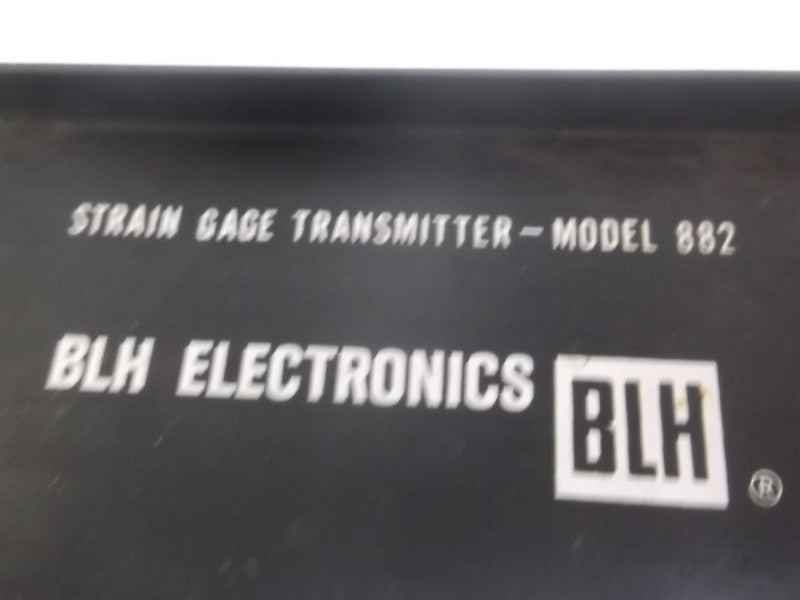 STRAIN GAGE TRANSMITTER - MODEL 882
BLH ELECTRONICS
BLH
®